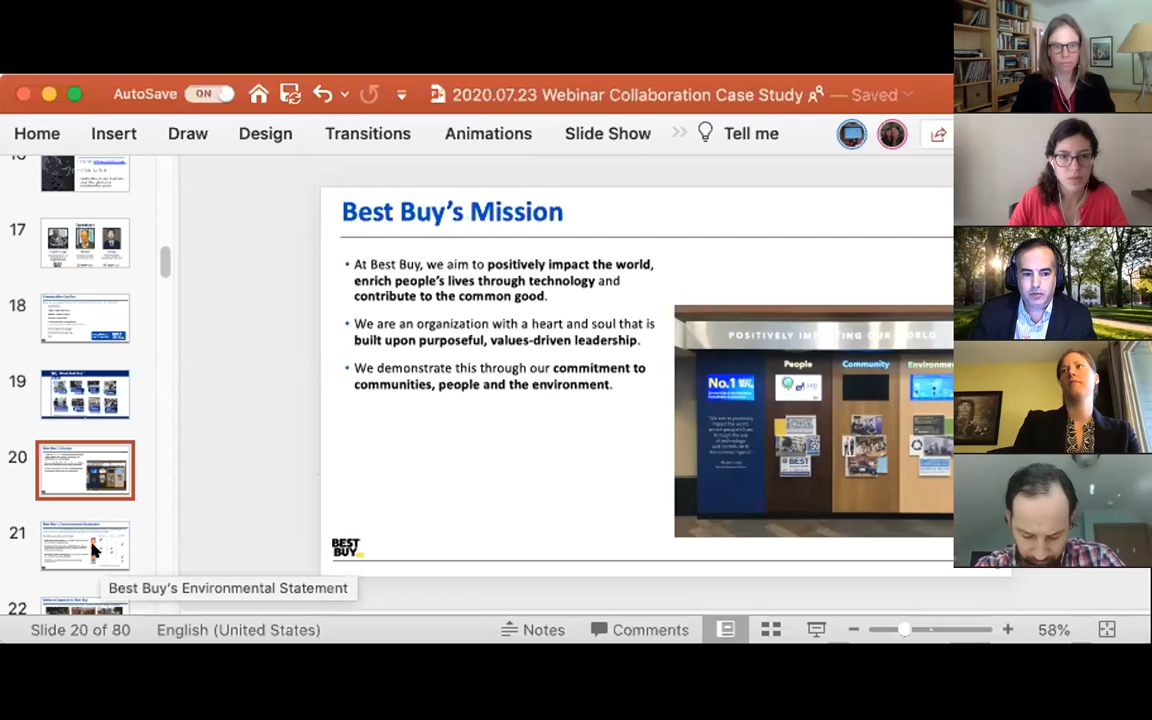 AutoSave ON 2020.07.23 Webinar Collaboration Case Study — Saved
Home Insert Draw Design Transitions Animations Slide Show Tell me
17
18
19
20
21
22
Best Buy's Environmental Statement
Best Buy's Mission
• At Best Buy, we aim to positively impact the world,
enrich people's lives through technology and
contribute to the common good.
• We are an organization with a heart and soul that is
built upon purposeful, values-driven leadership.
• We demonstrate this through our commitment to
communities, people and the environment.
POSITIVELY OUR WORLD
People Community
No.1
BEST
BEST
BUY
Slide 20 of 80 English (United States) Notes Comments 58%